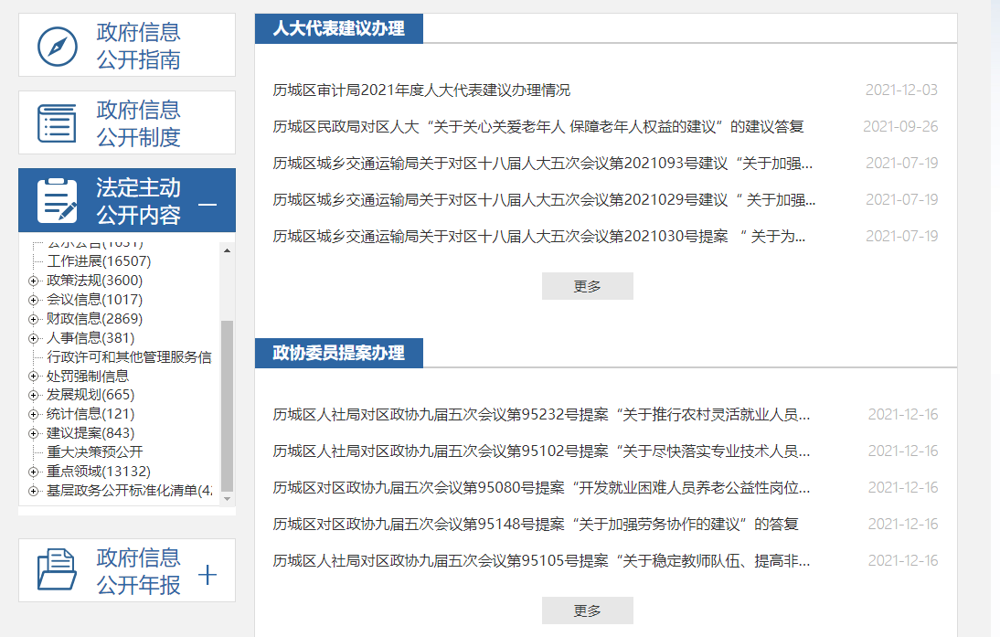 政府信息
公开指南
政府信息
公开制度
法定主动
公开内容
公示公告(1631)
工作进展(16507)
政策法规(3600)
会议信息(1017)
财政信息(2869)
人事信息(381)
行政许可和其他管理服务信
处罚强制信息
发展规划(665)
统计信息(121)
建议提案(843)
重大决策预公开
重点领域(13132)
基层政务公开标准化清单(42
政府信息
公开年报
人大代表建议办理
历城区审计局2021年度人大代表建议办理情况 2021-12-03
历城区民政局对区人大“关于关心关爱老年人 保障老年人权益的建议”的建议答复 2021-09-26
历城区城乡交通运输局关于对区十八届人大五次会议第2021093号建议“关于加强... 2021-07-19
历城区城乡交通运输局关于对区十八届人大五次会议第2021029号建议“ 关于加强... 2021-07-19
历城区城乡交通运输局关于对区十八届人大五次会议第2021030号提案 ” 关于为... 2021-07-19
更多
政协委员提案办理
历城区人社局对区政协九届五次会议第95232号提案“关于推行农村灵活就业人员... 2021-12-16
历城区人社局对区政协九届五次会议第95102号提案“关于尽快落实专业技术人员... 2021-12-16
历城区对区政协九届五次会议第95080号提案“开发就业困难人员养老公益性岗位... 2021-12-16
历城区对区政协九届五次会议第95148号提案“关于加强劳务协作的建议”的答复 2021-12-16
历城区人社局对区政协九届五次会议第95105号提案“关于稳定教师队伍、提高非... 2021-12-16
更多